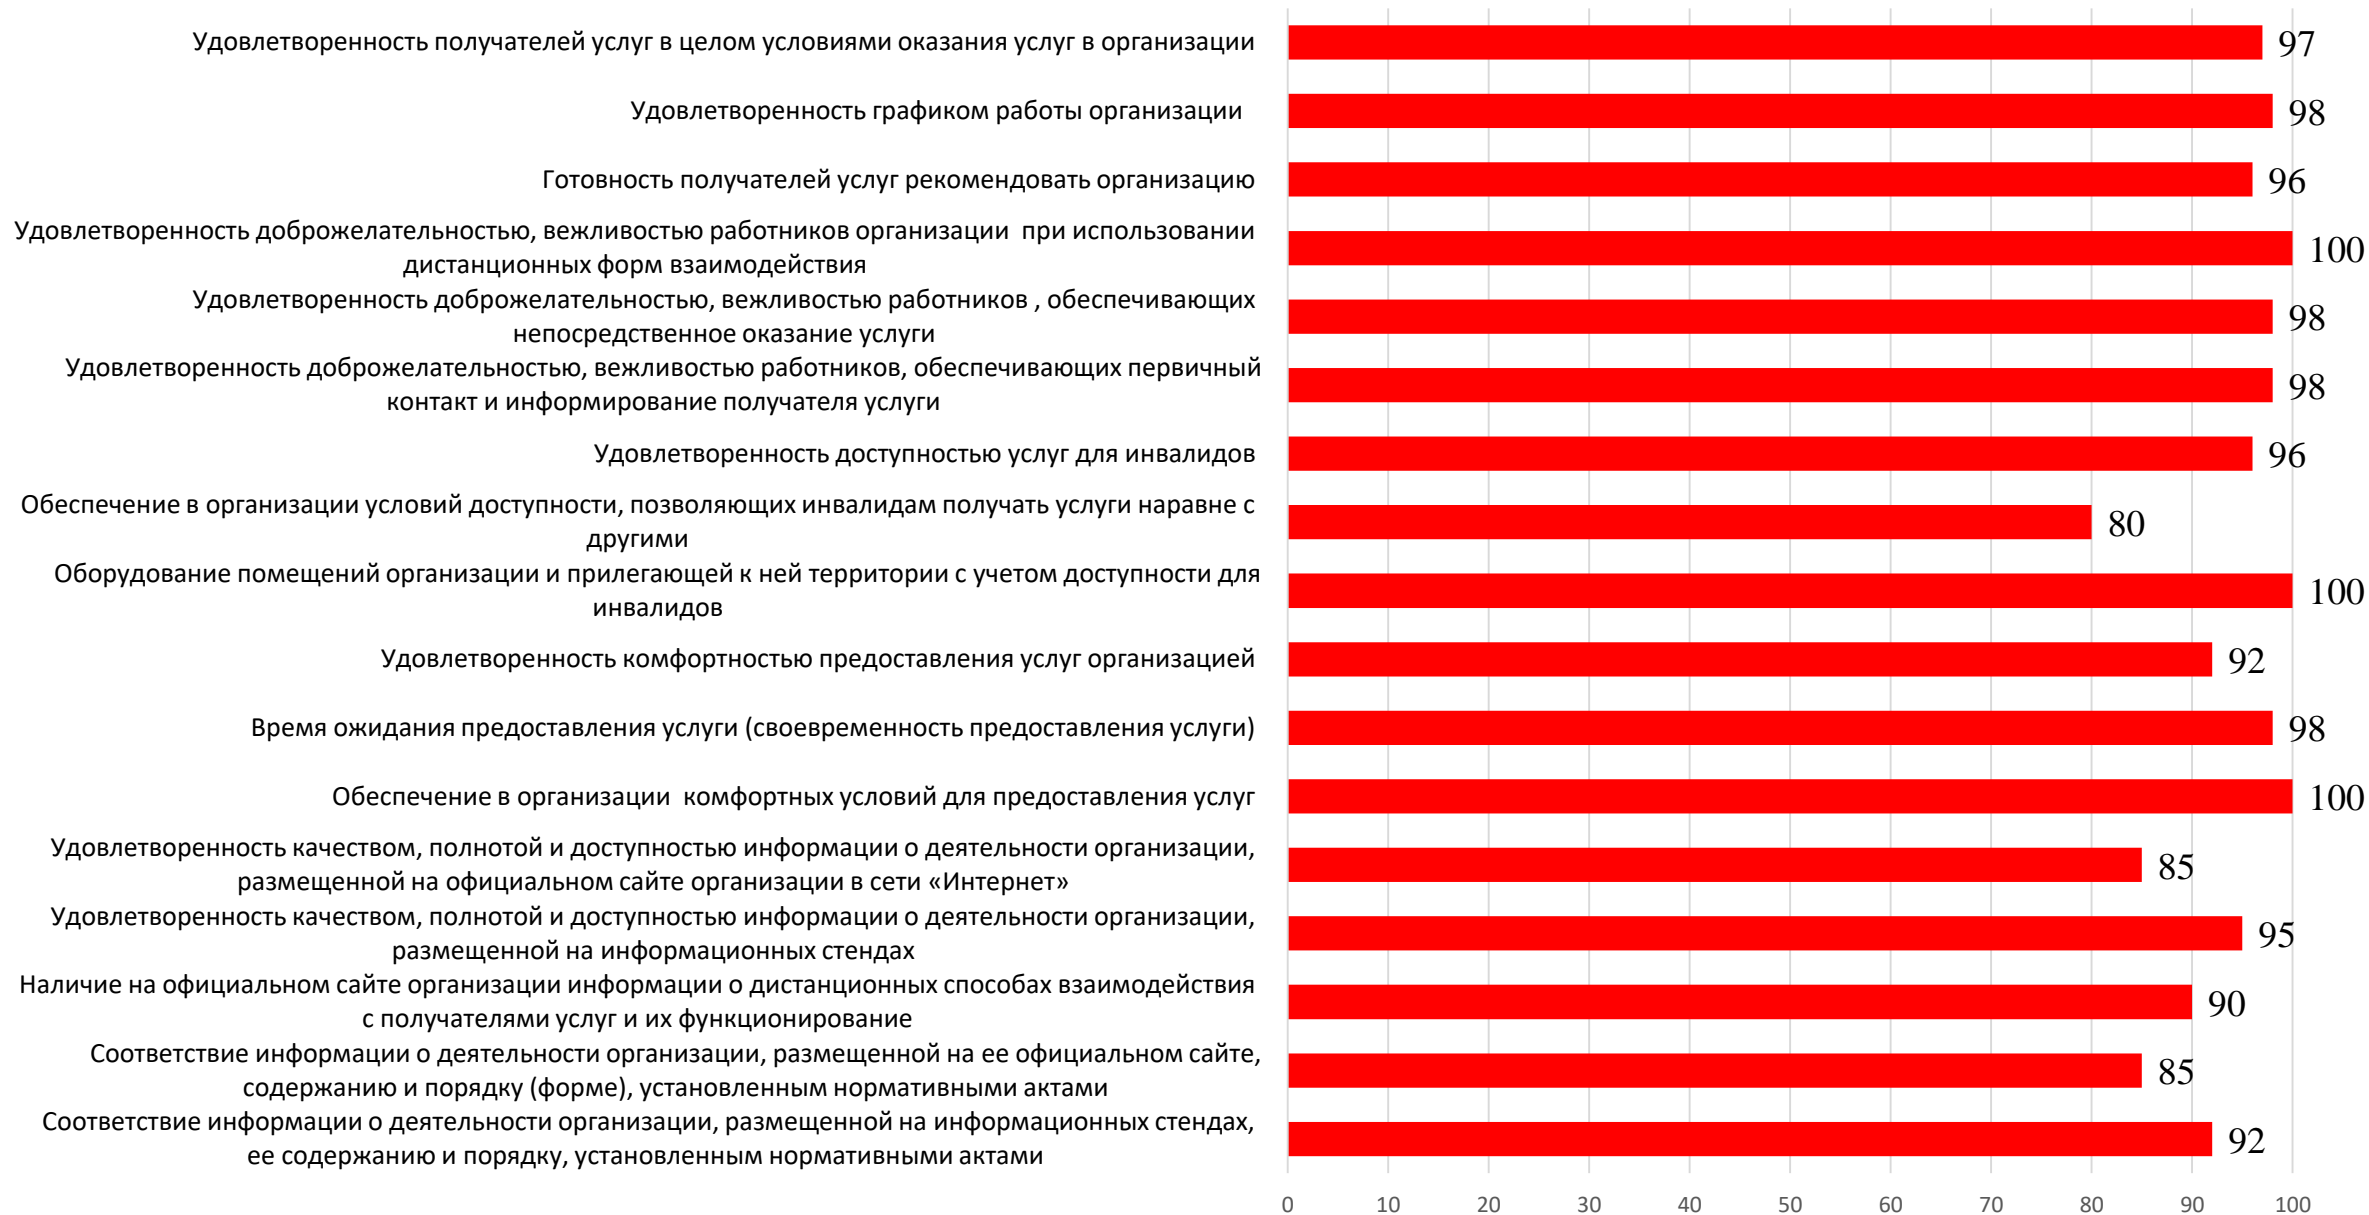 Удовлетворенность получателей услуг в целом условиями оказания услуг в организации
97
Удовлетворенность графиком работы организации
98
Готовность получателей услуг рекомендовать организацию
96
Удовлетворенность доброжелательностью, вежливостью работников организации при использовании
дистанционных форм взаимодействия
100
Удовлетворенность доброжелательностью, вежливостью работников , обеспечивающих
непосредственное оказание услуги
98
Удовлетворенность доброжелательностью, вежливостью работников, обеспечивающих первичный
контакт и информирование получателя услуги
98
Удовлетворенность доступностью услуг для инвалидов
96
Обеспечение в организации условий доступности, позволяющих инвалидам получать услуги наравне с
другими
80
Оборудование помещений организации и прилегающей к ней территории с учетом доступности для
инвалидов
100
Удовлетворенность комфортностью предоставления услуг организацией
92
Время ожидания предоставления услуги (своевременность предоставления услуги)
98
Обеспечение в организации комфортных условий для предоставления услуг
100
Удовлетворенность качеством, полнотой и доступностью информации о деятельности организации,
размещенной на официальном сайте организации в сети «Интернет»
85
Удовлетворенность качеством, полнотой и доступностью информации о деятельности организации,
размещенной на информационных стендах
95
Наличие на официальном сайте организации информации о дистанционных способах взаимодействия
с получателями услуг и их функционирование
90
Соответствие информации о деятельности организации, размещенной на ее официальном сайте,
содержанию и порядку (форме), установленным нормативными актами
85
Соответствие информации о деятельности организации, размещенной на информационных стендах,
ее содержанию и порядку, установленным нормативными актами
92
0 10 20 30 40 50 60 70 80 90 100